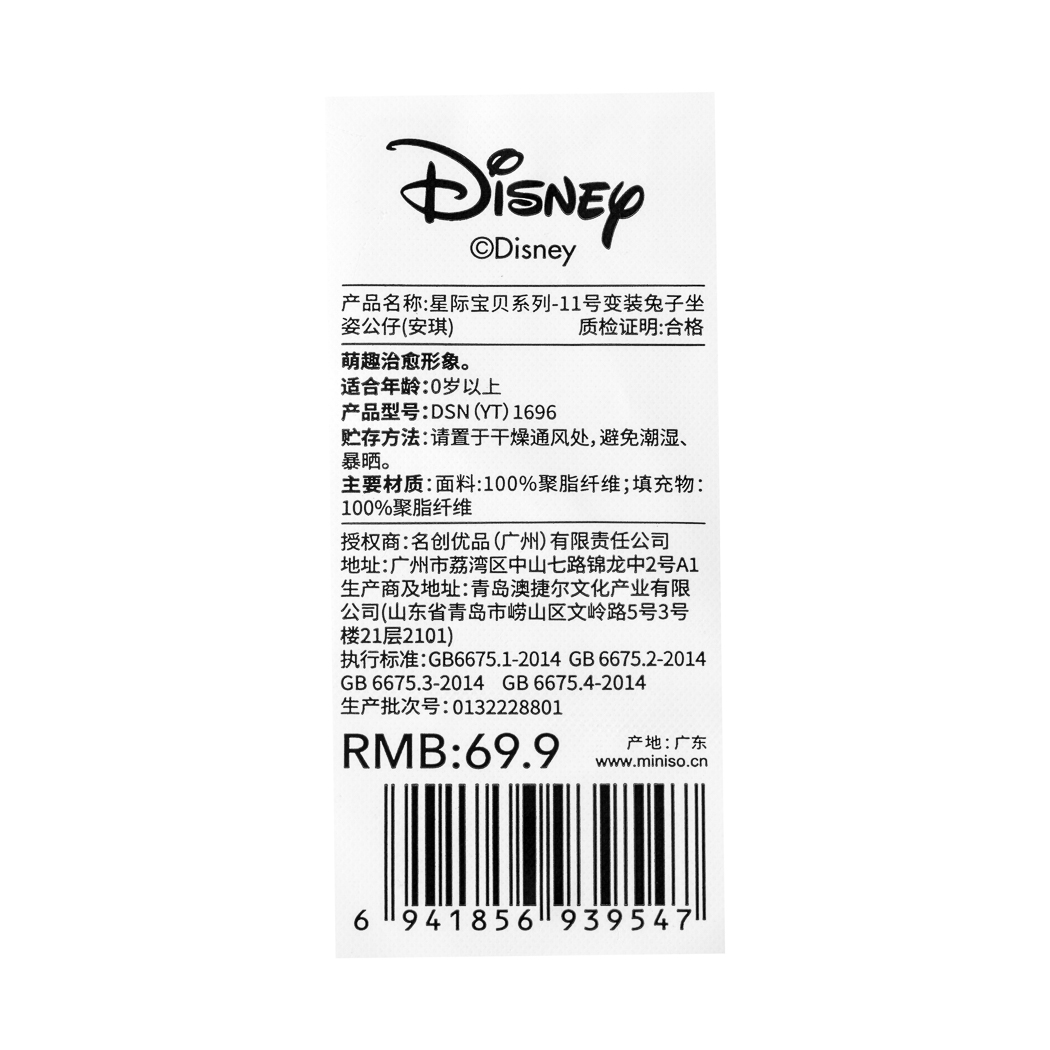 Disney
©Disney
产品名称:星际宝贝系列-11号变装兔子坐
姿公仔(安琪) 质检证明:合格
萌趣治愈形象。
适合年龄:0岁以上
产品型号:DSN(YT)1696
贮存方法:请置于干燥通风处,避免潮湿、
暴晒。
主要材质:面料:100%聚脂纤维;填充物:
100%聚脂纤维
授权商:名创优品(广州)有限责任公司
地址:广州市荔湾区中山七路锦龙中2号A1
生产商及地址:青岛澳捷尔文化产业有限
公司(山东省青岛市崂山区文岭路5号3号
楼21层2101)
执行标准:GB6675.1-2014 GB 6675.2-2014
GB 6675.3-2014 GB 6675.4-2014
生产批次号:0132228801
RMB:69.9
产地:广东
www.miniso.cn
6 941856 939547